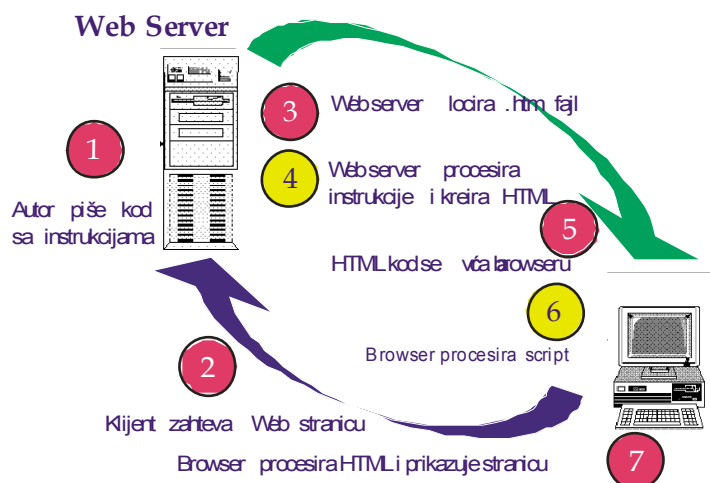 Web Server
1
Autor piše kod
sa instrukcijama
2
Klijent zahteva Web stranicu
3
Web server locira .htm fajl
4
Web server procesira
instrukcije i kreira HTML
5
HTML kod se vraća browseru
6
Browser procesira script
7
Browser procesira HTML i prikazuje stranicu